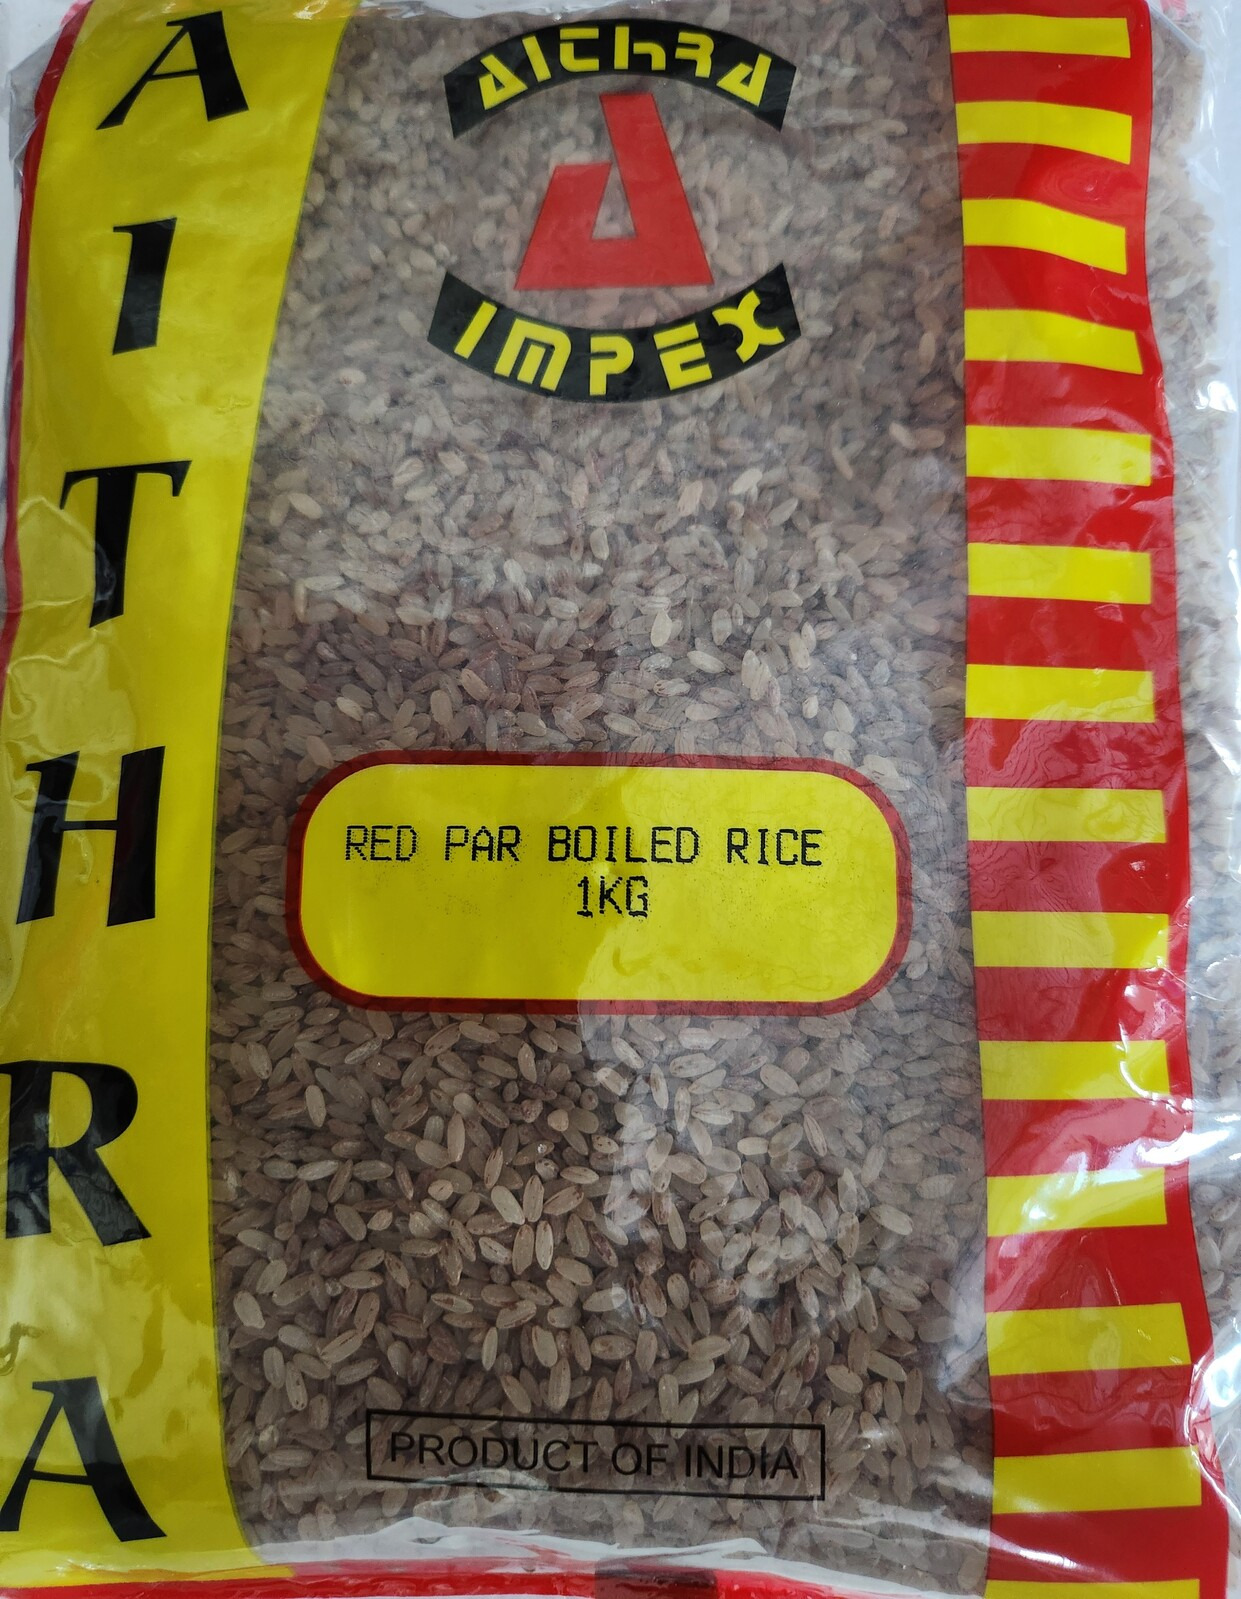 AITHRA
IMPEX
AITHRA
RED PAR BOILED RICE
1KG
PRODUCT OF INDIA